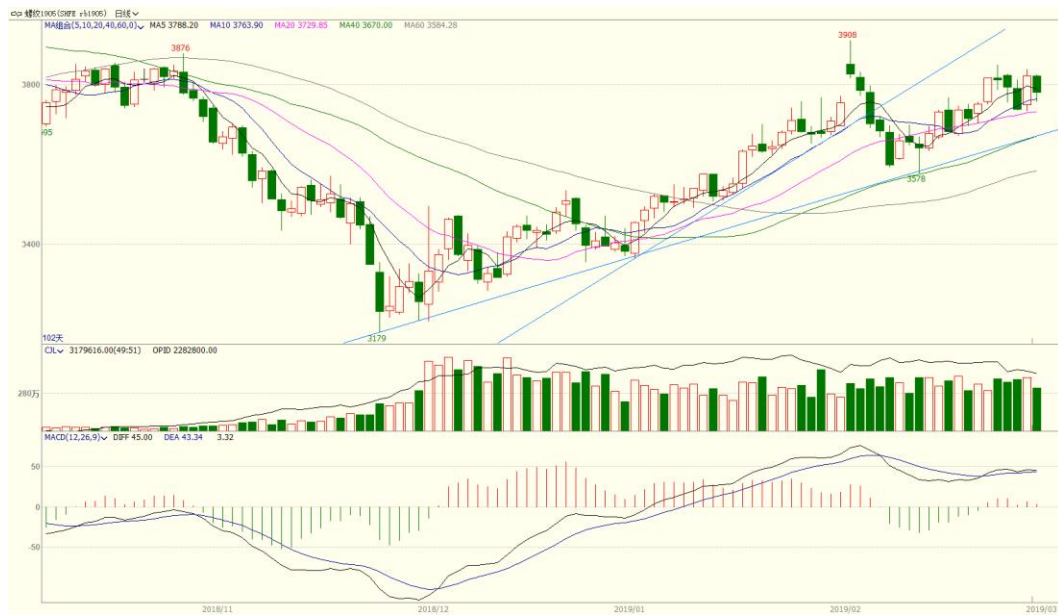 螺纹1905(SHFE rb1905) 日线
MA组合(5,10,20,40,60,0) MA5 3788.20 MA10 3763.90 MA20 3729.85 MA40 3670.00 MA60 3584.28
3876
3908
3800
3578
3400
3179
102天
CJL 3179616.00(49:51) OPID 2282800.00
280万
MACD(12,26,9) DIFF 45.00 DEA 43.34 3.32
50
0
-50
2018/11 2018/12 2019/01 2019/02 2019/03